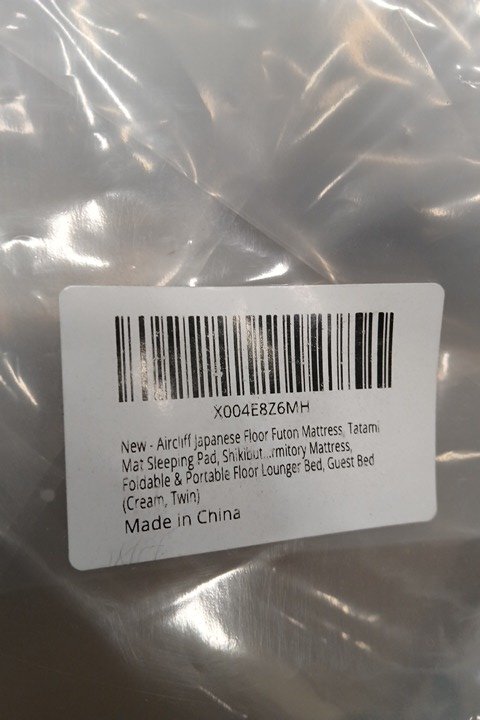 X004E8Z6MH
New - Aircliff Japanese Floor Futon Mattress, Tatami
Mat Sleeping Pad, Shikibut...rmitory Mattress,
Foldable & Portable Floor Lounger Bed, Guest Bed
(Cream, Twin)
Made in China